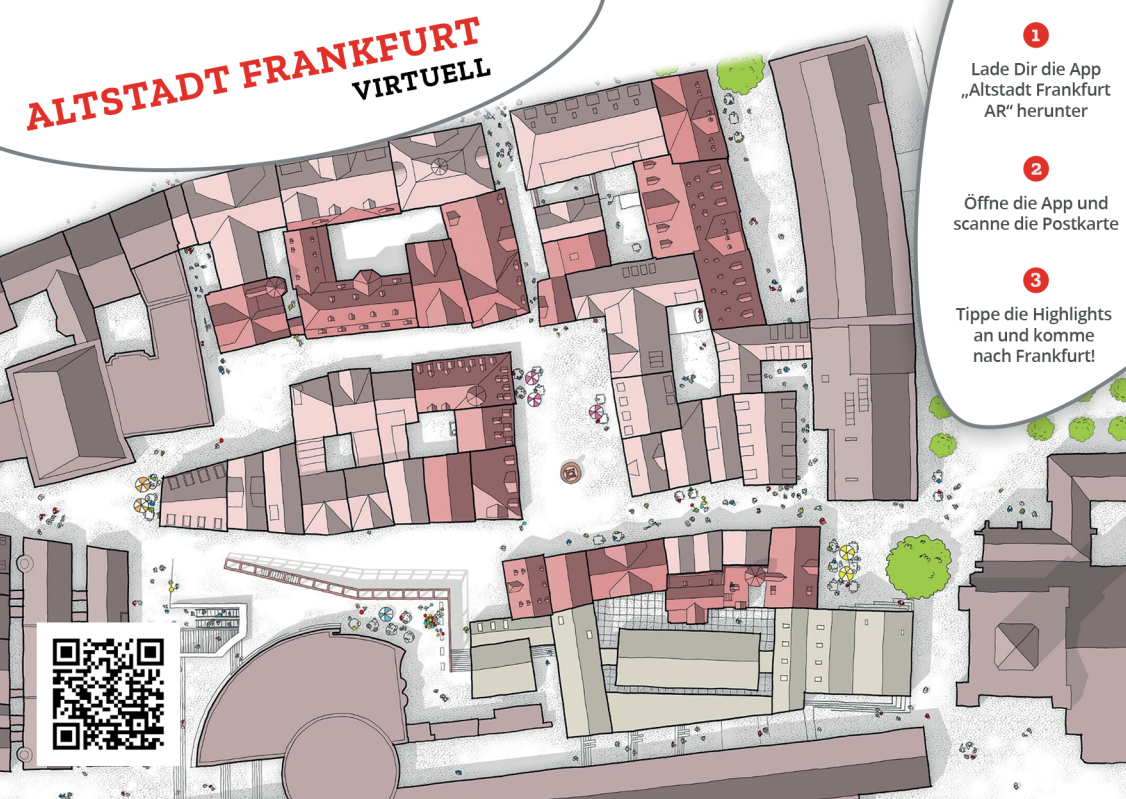 ALTSTADT FRANKFURT
VIRTUELL
1
Lade Dir die App
„Altstadt Frankfurt
AR“ herunter
2
Öffne die App und
scanne die Postkarte
3
Tippe die Highlights
an und komme
nach Frankfurt!